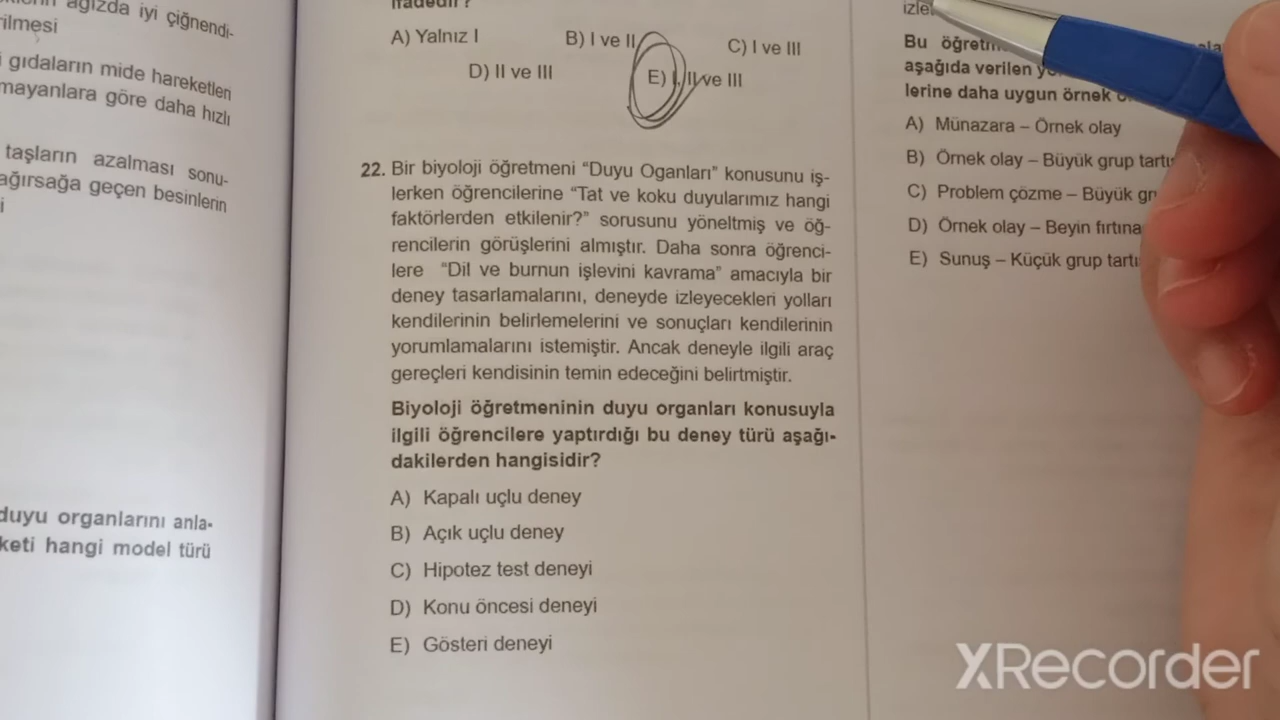 ağızda iyi çiğnendi-
rilmesi
gıdaların mide hareketleri
mayanlara göre daha hızlı
taşların azalması sonu-
ağırsağa geçen besinlerin
duyu organlarını anla-
keti hangi model türü
ifadedir?
A) Yalnız I
B) I ve II
C) I ve III
D) II ve III
E) I, II ve III
22. Bir biyoloji öğretmeni “Duyu Oganları” konusunu iş-
lerken öğrencilerine “Tat ve koku duyularımız hangi
faktörlerden etkilenir?” sorusunu yöneltmiş ve öğ-
rencilerin görüşlerini almıştır. Daha sonra öğrenci-
lere “Dil ve burnun işlevini kavrama” amacıyla bir
deney tasarlamalarını, deneyde izleyecekleri yolları
kendilerinin belirlemelerini ve sonuçları kendilerinin
yorumlamalarını istemiştir. Ancak deneyle ilgili araç
gereçleri kendisinin temin edeceğini belirtmiştir.
Biyoloji öğretmeninin duyu organları konusuyla
ilgili öğrencilere yaptırdığı bu deney türü aşağı-
dakilerden hangisidir?
A) Kapalı uçlu deney
B) Açık uçlu deney
C) Hipotez test deneyi
D) Konu öncesi deneyi
E) Gösteri deneyi
Bu
aşağıda verilen
lerine daha uygun örnek
A) Münazara – Örnek olay
B) Örnek olay – Büyük grup tartı
C) Problem çözme – Büyük
D) Örnek olay – Beyin fırtına
E) Sunuş – Küçük grup tartı
XRecorder